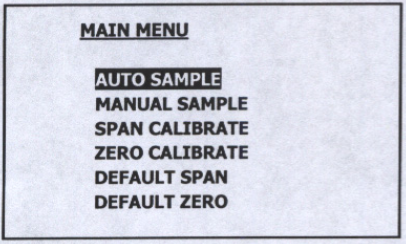 MAIN MENU
AUTO SAMPLE
MANUAL SAMPLE
SPAN CALIBRATE
ZERO CALIBRATE
DEFAULT SPAN
DEFAULT ZERO